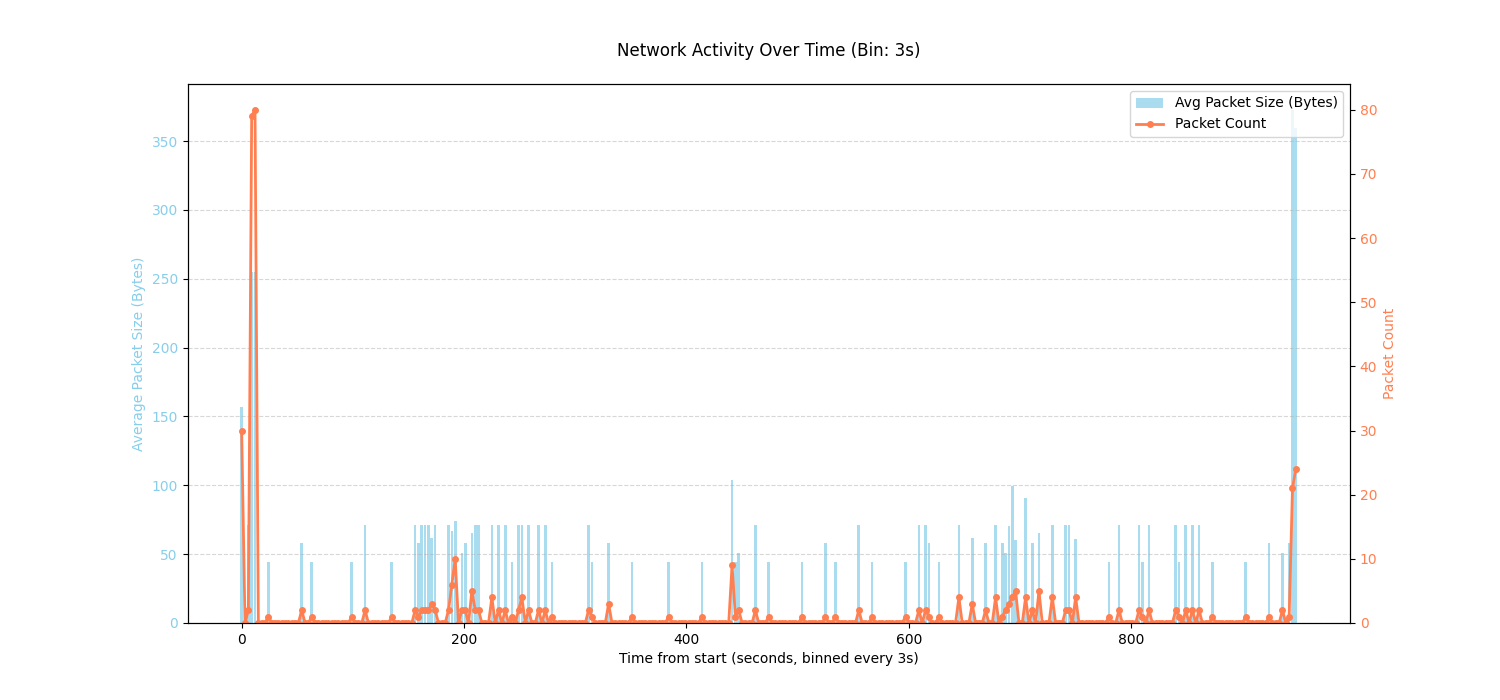 Network Activity Over Time (Bin: 3s)
Avg Packet Size (Bytes)
Packet Count
Average Packet Size (Bytes)
350
300
250
200
150
100
50
0
80
70
60
50
40
30
20
10
0
Packet Count
0 200 400 600 800
Time from start (seconds, binned every 3s)